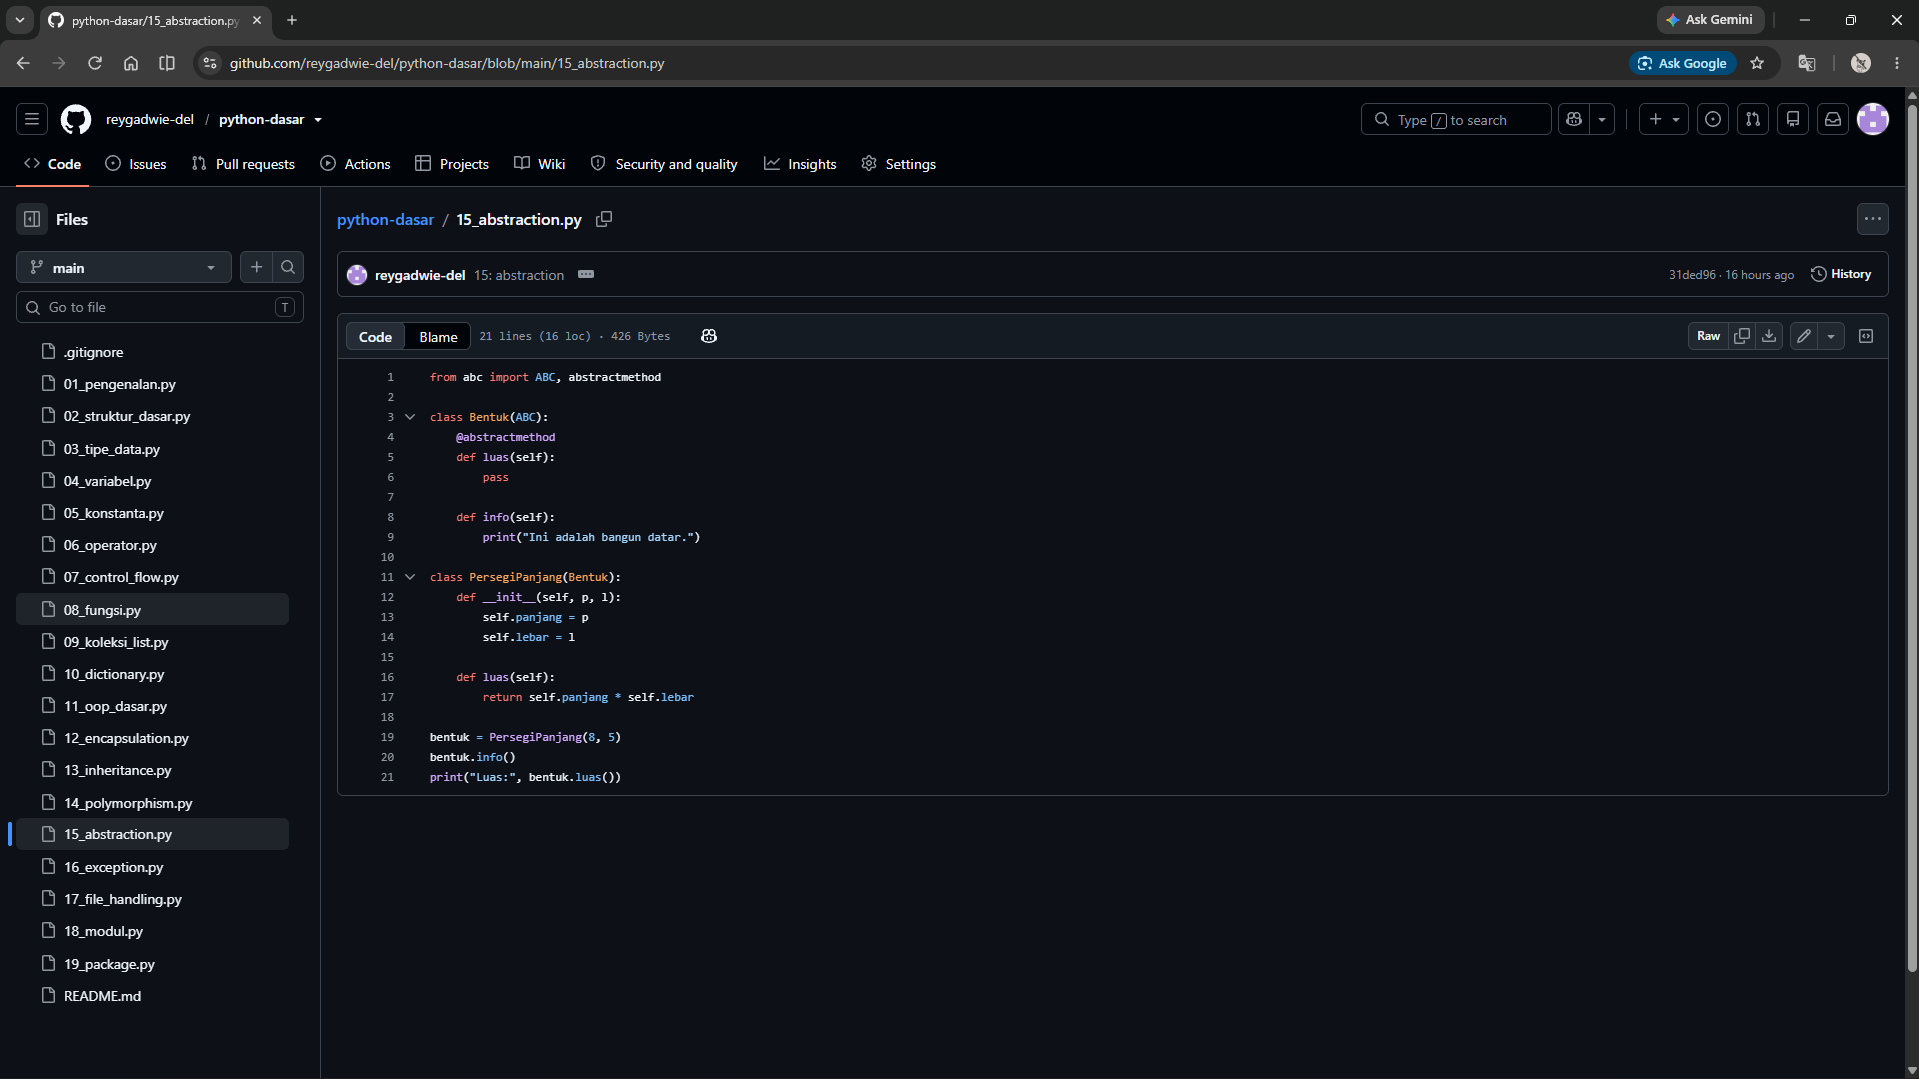 python-dasar/15_abstraction.py
Ask Gemini
github.com/reygadwie-del/python-dasar/blob/main/15_abstraction.py
Ask Google
reygadwie-del / python-dasar
Type / to search
Code
Issues
Pull requests
Actions
Projects
Wiki
Security and quality
Insights
Settings
Files
main
Go to file
T
.gitignore
01_pengenalan.py
02_struktur_dasar.py
03_tipe_data.py
04_variabel.py
05_konstanta.py
06_operator.py
07_control_flow.py
08_fungsi.py
09_koleksi_list.py
10_dictionary.py
11_oop_dasar.py
12_encapsulation.py
13_inheritance.py
14_polymorphism.py
15_abstraction.py
16_exception.py
17_file_handling.py
18_modul.py
19_package.py
README.md
python-dasar / 15_abstraction.py
reygadwie-del 15: abstraction
31ded96 · 16 hours ago
History
Code
Blame
21 lines (16 loc) · 426 Bytes
Raw
1 from abc import ABC, abstractmethod
2
3 class Bentuk(ABC):
4     @abstractmethod
5     def luas(self):
6         pass
7
8     def info(self):
9         print("Ini adalah bangun datar.")
10
11 class PersegiPanjang(Bentuk):
12     def __init__(self, p, l):
13         self.panjang = p
14         self.lebar = l
15
16     def luas(self):
17         return self.panjang * self.lebar
18
19 bentuk = PersegiPanjang(8, 5)
20 bentuk.info()
21 print("Luas:", bentuk.luas())